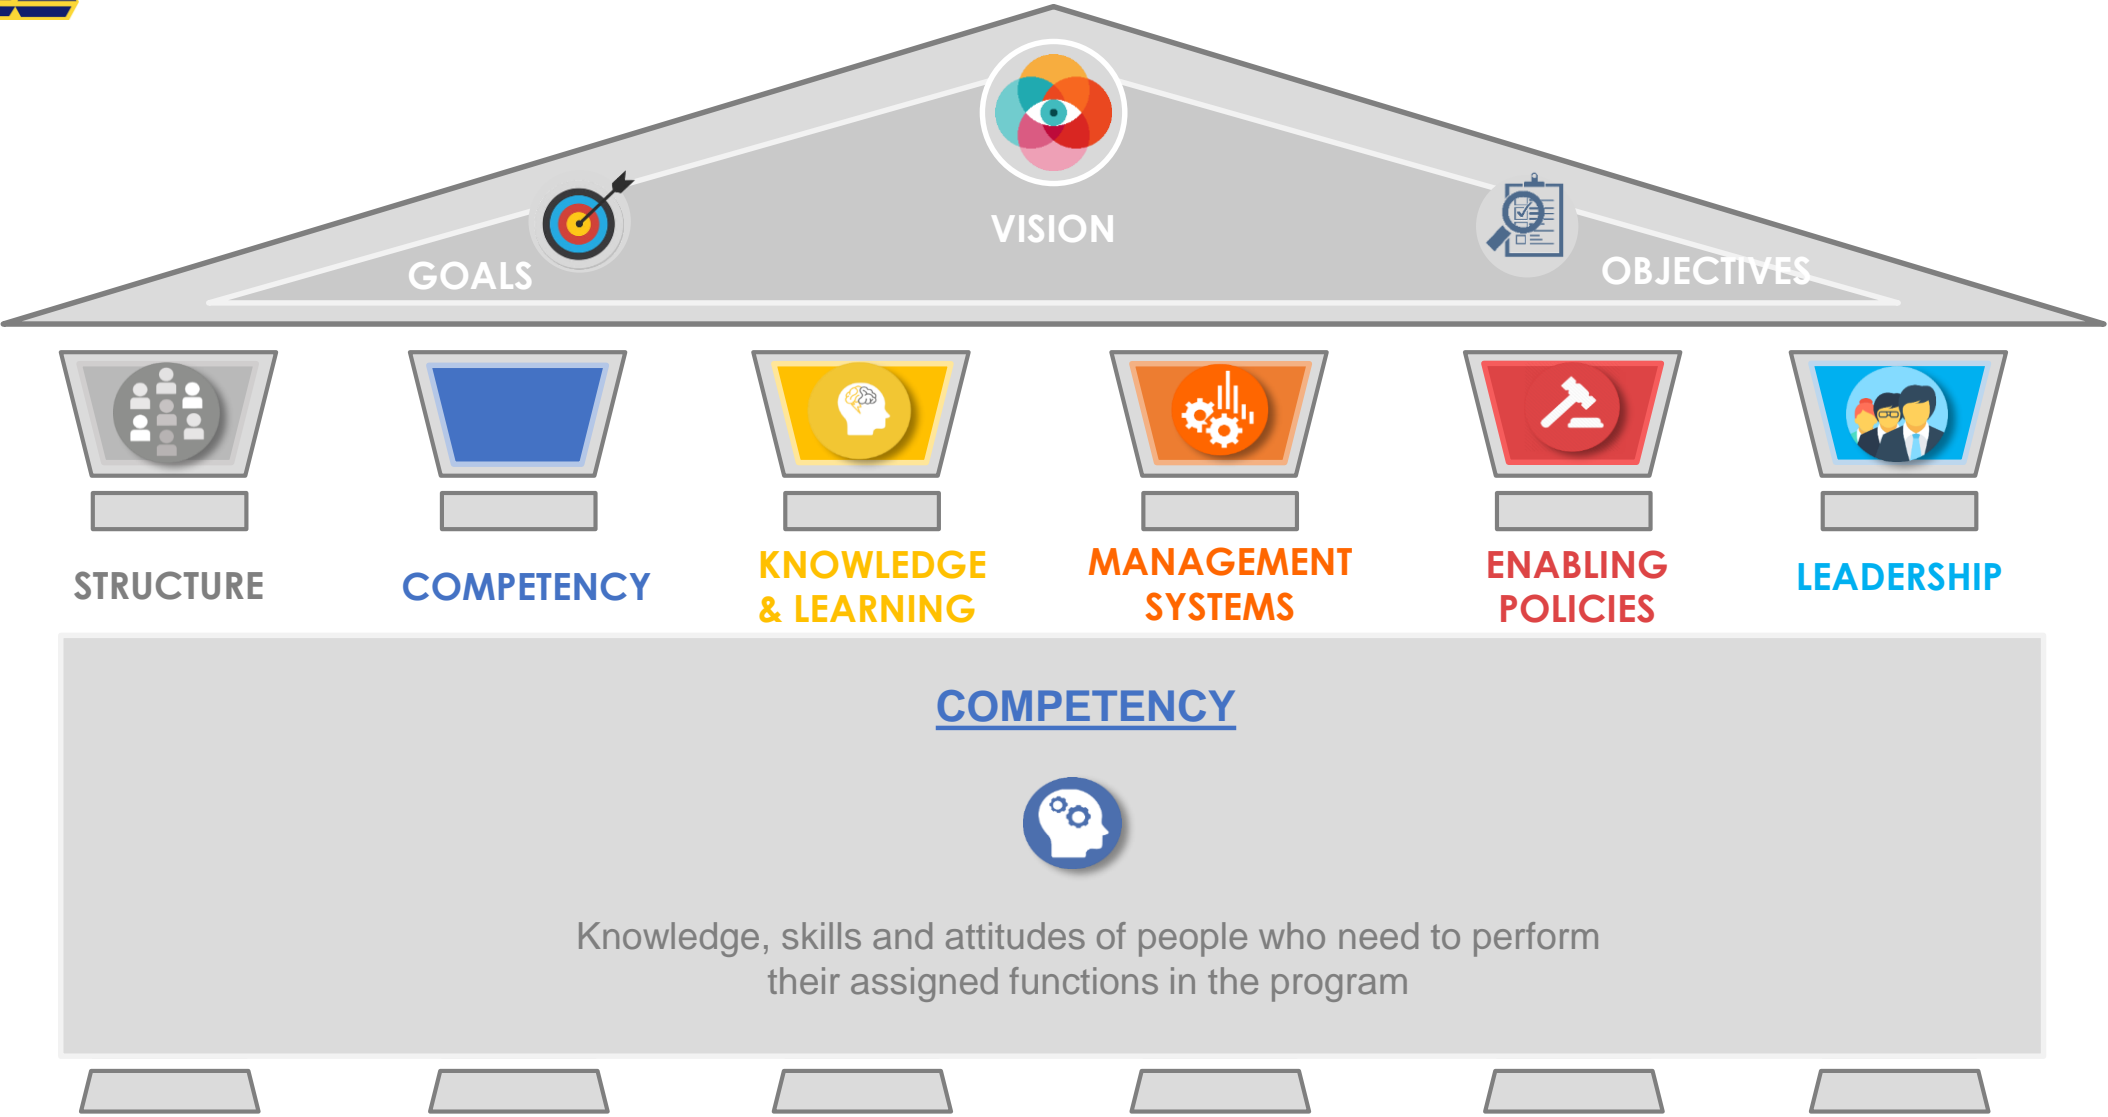 VISION
GOALS
OBJECTIVES
STRUCTURE
COMPETENCY
KNOWLEDGE
& LEARNING
MANAGEMENT
SYSTEMS
ENABLING
POLICIES
LEADERSHIP
COMPETENCY
Knowledge, skills and attitudes of people who need to perform
their assigned functions in the program